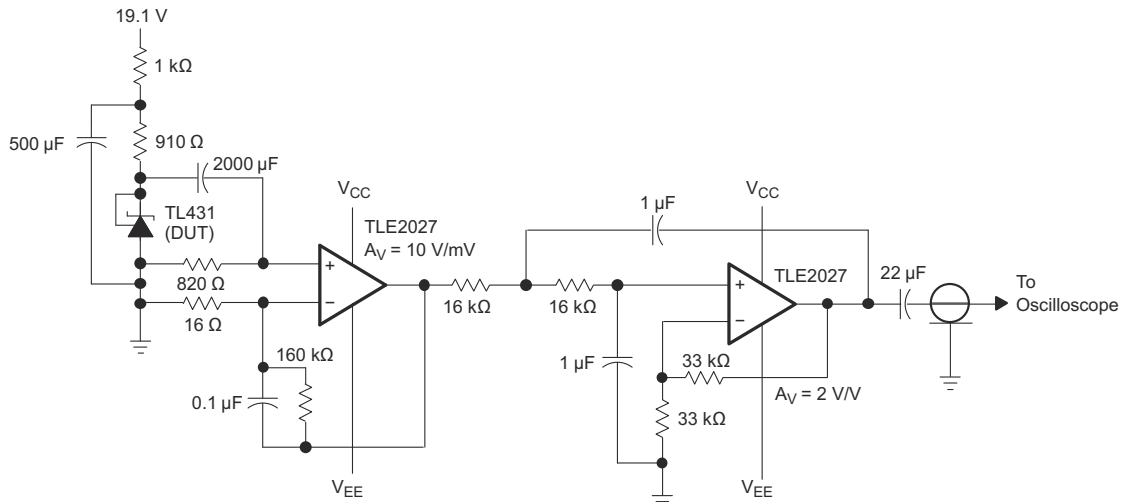 19.1 V
1 kΩ
500 µF
910 Ω
2000 µF
TL431
(DUT)
820 Ω
16 Ω
VCC
TLE2027
AV = 10 V/mV
+
−
160 kΩ
0.1 µF
VEE
16 kΩ
16 kΩ
1 µF
1 µF
VCC
TLE2027
+
−
33 kΩ
33 kΩ
AV = 2 V/V
VEE
22 µF
To
Oscilloscope